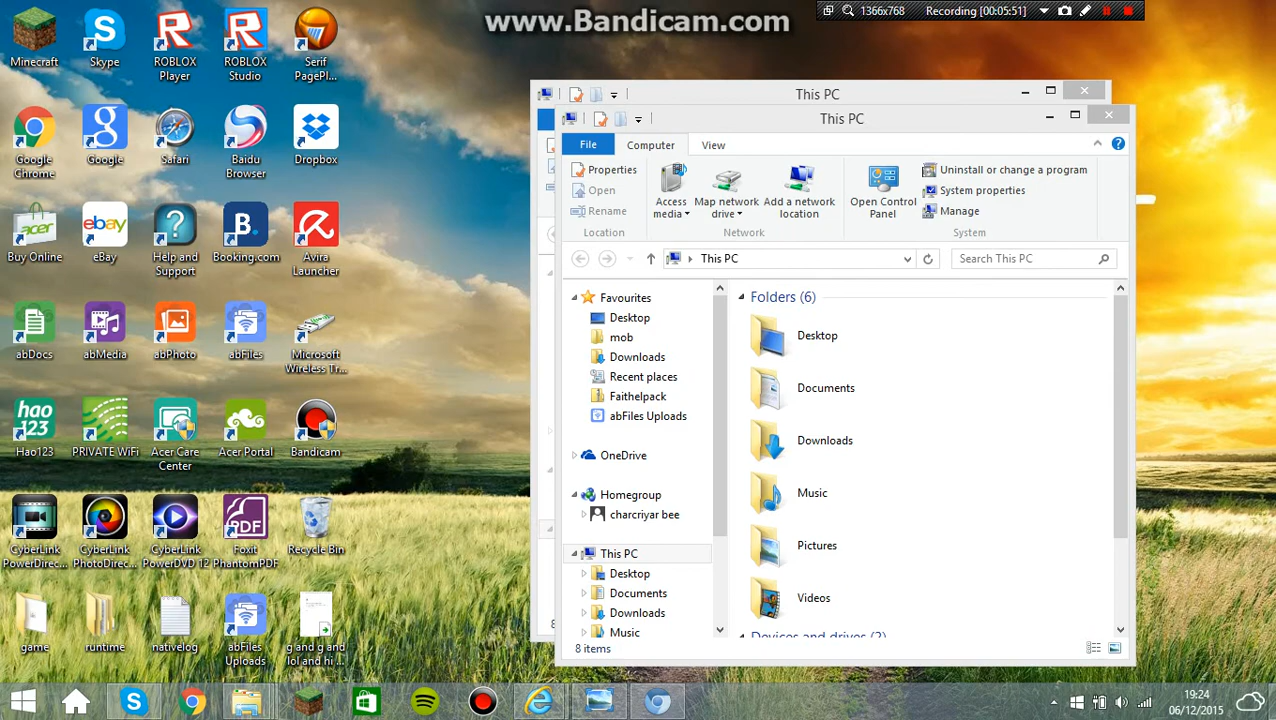 www.Bandicam.com
1366x768 Recording [00:05:51]
Minecraft
Skype
ROBLOX
Player
ROBLOX
Studio
Serif
PagePl...
Google
Chrome
Google
Safari
Baidu
Browser
Dropbox
Buy Online
eBay
Help and
Support
Booking.com
Avira
Launcher
abDocs
abMedia
abPhoto
abFiles
Microsoft
Wireless Tr...
hao
123
Hao123
PRIVATE WiFi
Acer Care
Center
Acer Portal
Bandicam
CyberLink
PowerDirec...
CyberLink
PhotoDirec...
CyberLink
PowerDVD 12
PDF
Foxit
PhantomPDF
Recycle Bin
game
runtime
nativelog
abFiles
Uploads
g and g and
lol and hi ...
This PC
This PC
File Computer View
Properties
Open
Rename
Location
Access
media
Map network
drive
Add a network
location
Network
Open Control
Panel
Uninstall or change a program
System properties
Manage
System
This PC
Search This PC
Favourites
Desktop
mob
Downloads
Recent places
Faithelpack
abFiles Uploads
OneDrive
Homegroup
charcriyar bee
This PC
Desktop
Documents
Downloads
Music
Folders (6)
Desktop
Documents
Downloads
Music
Pictures
Videos
Devices and drives (2)
8 items
19:24
06/12/2015